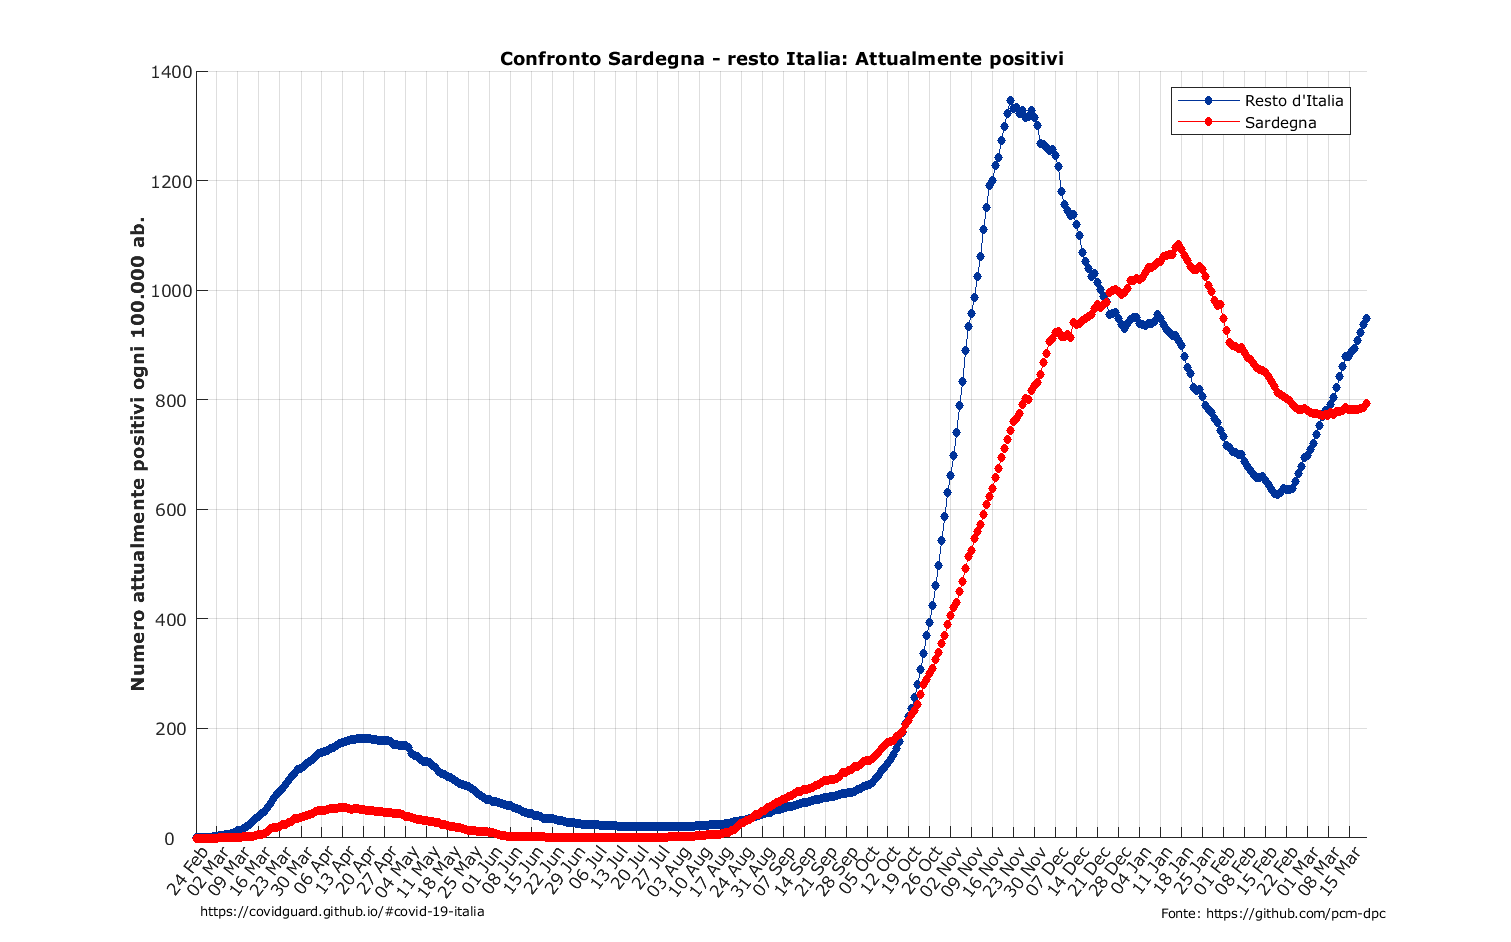 Confronto Sardegna - resto Italia: Attualmente positivi
Numero attualmente positivi ogni 100.000 ab.
1400
1200
1000
800
600
400
200
0
Resto d'Italia
Sardegna
24 Feb
02 Mar
09 Mar
16 Mar
23 Mar
30 Mar
06 Apr
13 Apr
20 Apr
27 Apr
04 May
11 May
18 May
25 May
01 Jun
08 Jun
15 Jun
22 Jun
29 Jun
06 Jul
13 Jul
20 Jul
27 Jul
03 Aug
10 Aug
17 Aug
24 Aug
31 Aug
07 Sep
14 Sep
21 Sep
28 Sep
05 Oct
12 Oct
19 Oct
26 Oct
02 Nov
09 Nov
16 Nov
23 Nov
30 Nov
07 Dec
14 Dec
21 Dec
28 Dec
04 Jan
11 Jan
18 Jan
25 Jan
01 Feb
08 Feb
15 Feb
22 Feb
01 Mar
08 Mar
15 Mar
https://covidguard.github.io/#covid-19-italia
Fonte: https://github.com/pcm-dpc